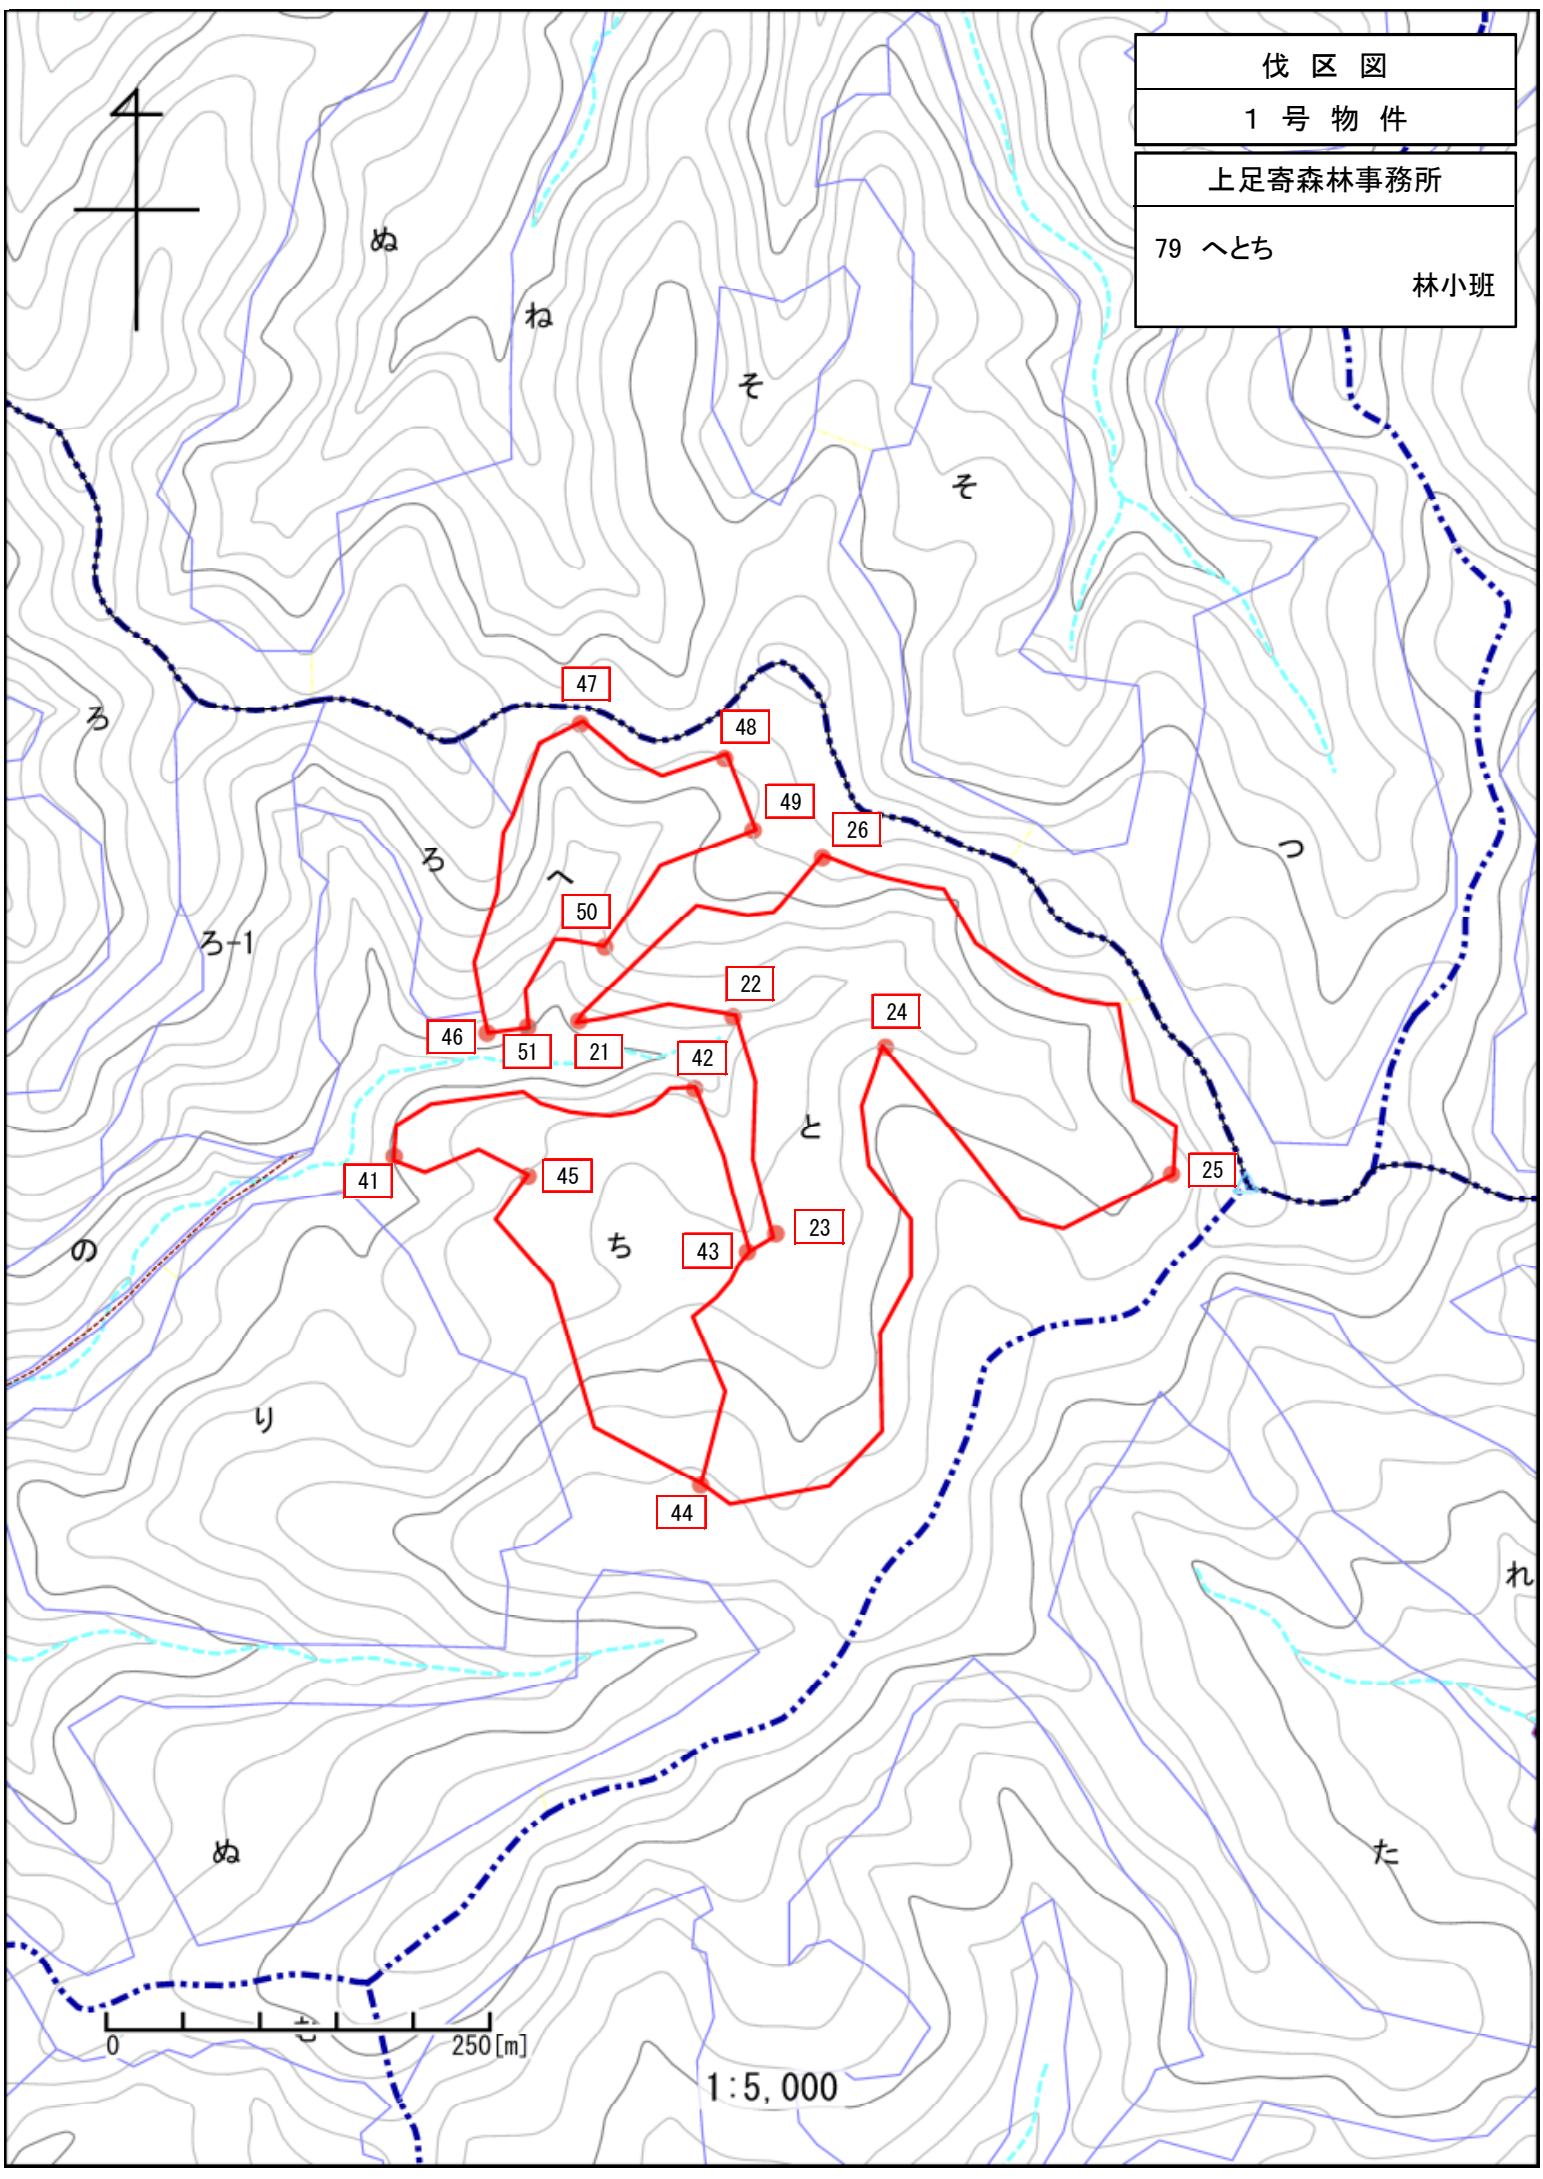 伐 区 図
1 号 物 件
上足寄森林事務所
79 へとち
林小班
ぬ
ね
そ
そ
47
ろ
48
49
26
つ
ろ
へ
50
ろ-1
22
24
46
51
21
42
と
41
45
25
の
ち
43
23
り
44
れ
ぬ
た
0
250[m]
1:5,000